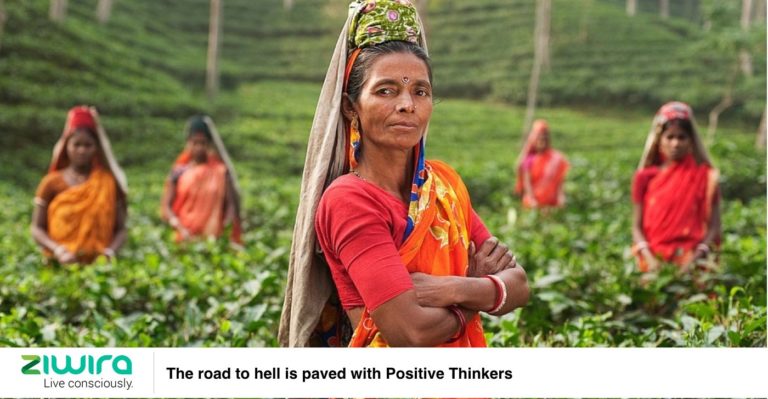 ziwira
Live consciously.
The road to hell is paved with Positive Thinkers